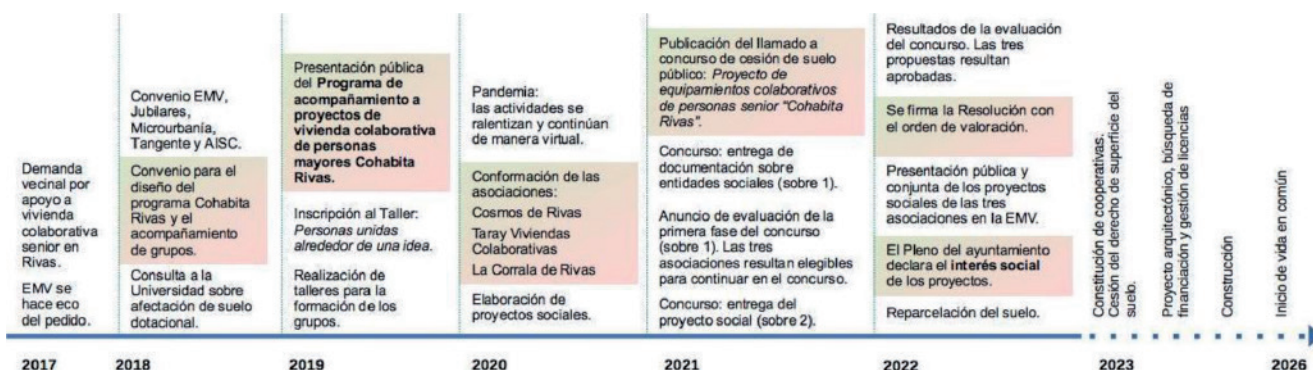 Demanda
vecinal por
apoyo a
vivienda
colaborativa
senior en
Rivas.
EMV se
hace eco
del pedido.
Convenio EMV,
Jubilares,
Microurbanía,
Tangente y AISC.
Convenio para el
diseño del
programa Cohabita
Rivas y el
acompañamiento
de grupos.
Consulta a la
Universidad sobre
afectación de suelo
dotacional.
Presentación pública
del Programa de
acompañamiento a
proyectos de
vivienda colaborativa
de personas
mayores Cohabita
Rivas.
Inscripción al Taller:
Personas unidas
alrededor de una idea.
Realización de
talleres para la
formación de los
grupos.
Pandemia:
las actividades se
ralentizan y continúan
de manera virtual.
Conformación de las
asociaciones:
Cosmos de Rivas
Taray Viviendas
Colaborativas
La Corrala de Rivas
Elaboración de
proyectos sociales.
Publicación del llamado a
concurso de cesión de suelo
público: Proyecto de
equipamientos colaborativos
de personas senior "Cohabita
Rivas".
Concurso: entrega de
documentación sobre
entidades sociales (sobre 1).
Anuncio de evaluación de la
primera fase del concurso
(sobre 1). Las tres
asociaciones resultan elegibles
para continuar en el concurso.
Concurso: entrega del
proyecto social (sobre 2).
Resultados de la evaluación
del concurso. Las tres
propuestas resultan
aprobadas.
Se firma la Resolución con
el orden de valoración.
Presentación pública y
conjunta de los proyectos
sociales de las tres
asociaciones en la EMV.
El Pleno del ayuntamiento
declara el interés social
de los proyectos.
Reparcelación del suelo.
Constitución de cooperativas.
Cesión del derecho de superficie del
suelo.
Proyecto arquitectónico, búsqueda de
financiación y gestión de licencias
Construcción
Inicio de vida en común
2017 2018 2019 2020 2021 2022 2023 2026